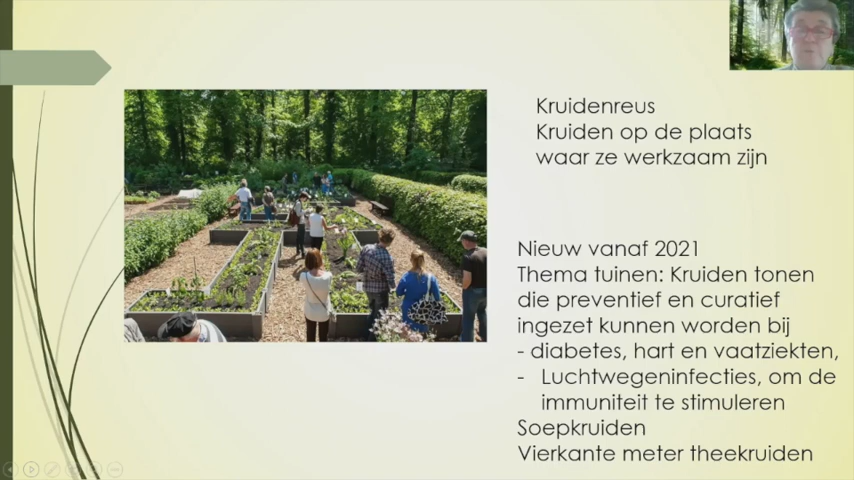 Kruidenreus
Kruiden op de plaats
waar ze werkzaam zijn
Nieuw vanaf 2021
Thema tuinen: Kruiden tonen
die preventief en curatief
ingezet kunnen worden bij
- diabetes, hart en vaatziekten,
- Luchtwegeninfecties, om de
immuniteit te stimuleren
Soepkruiden
Vierkante meter theekruiden